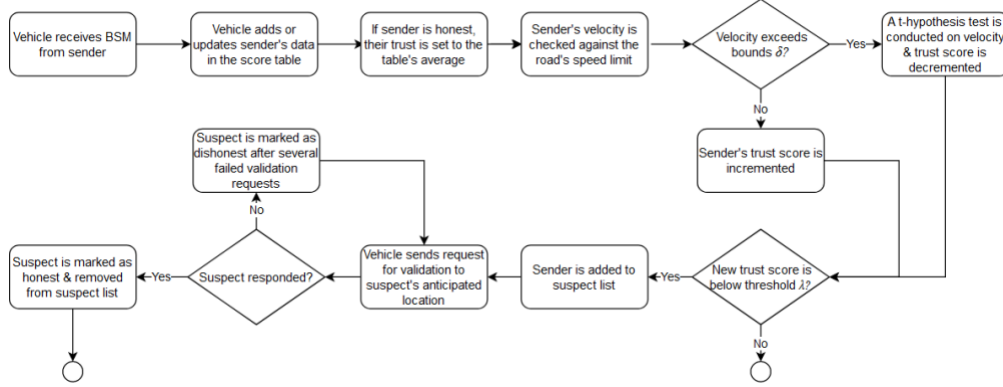 Vehicle receives BSM
from sender
Vehicle adds or
updates sender's data
in the score table
If sender is honest,
their trust is set to the
table's average
Sender's velocity is
checked against the
road's speed limit
Velocity exceeds
bounds δ?
Yes
A t-hypothesis test is
conducted on velocity
& trust score is
decremented
No
Sender's trust score is
incremented
Suspect is marked as
dishonest after several
failed validation
requests
No
Suspect is marked as
honest & removed
from suspect list
Yes
Suspect responded?
Vehicle sends request
for validation to
suspect's anticipated
location
Sender is added to
suspect list
Yes
New trust score is
below threshold λ?
No